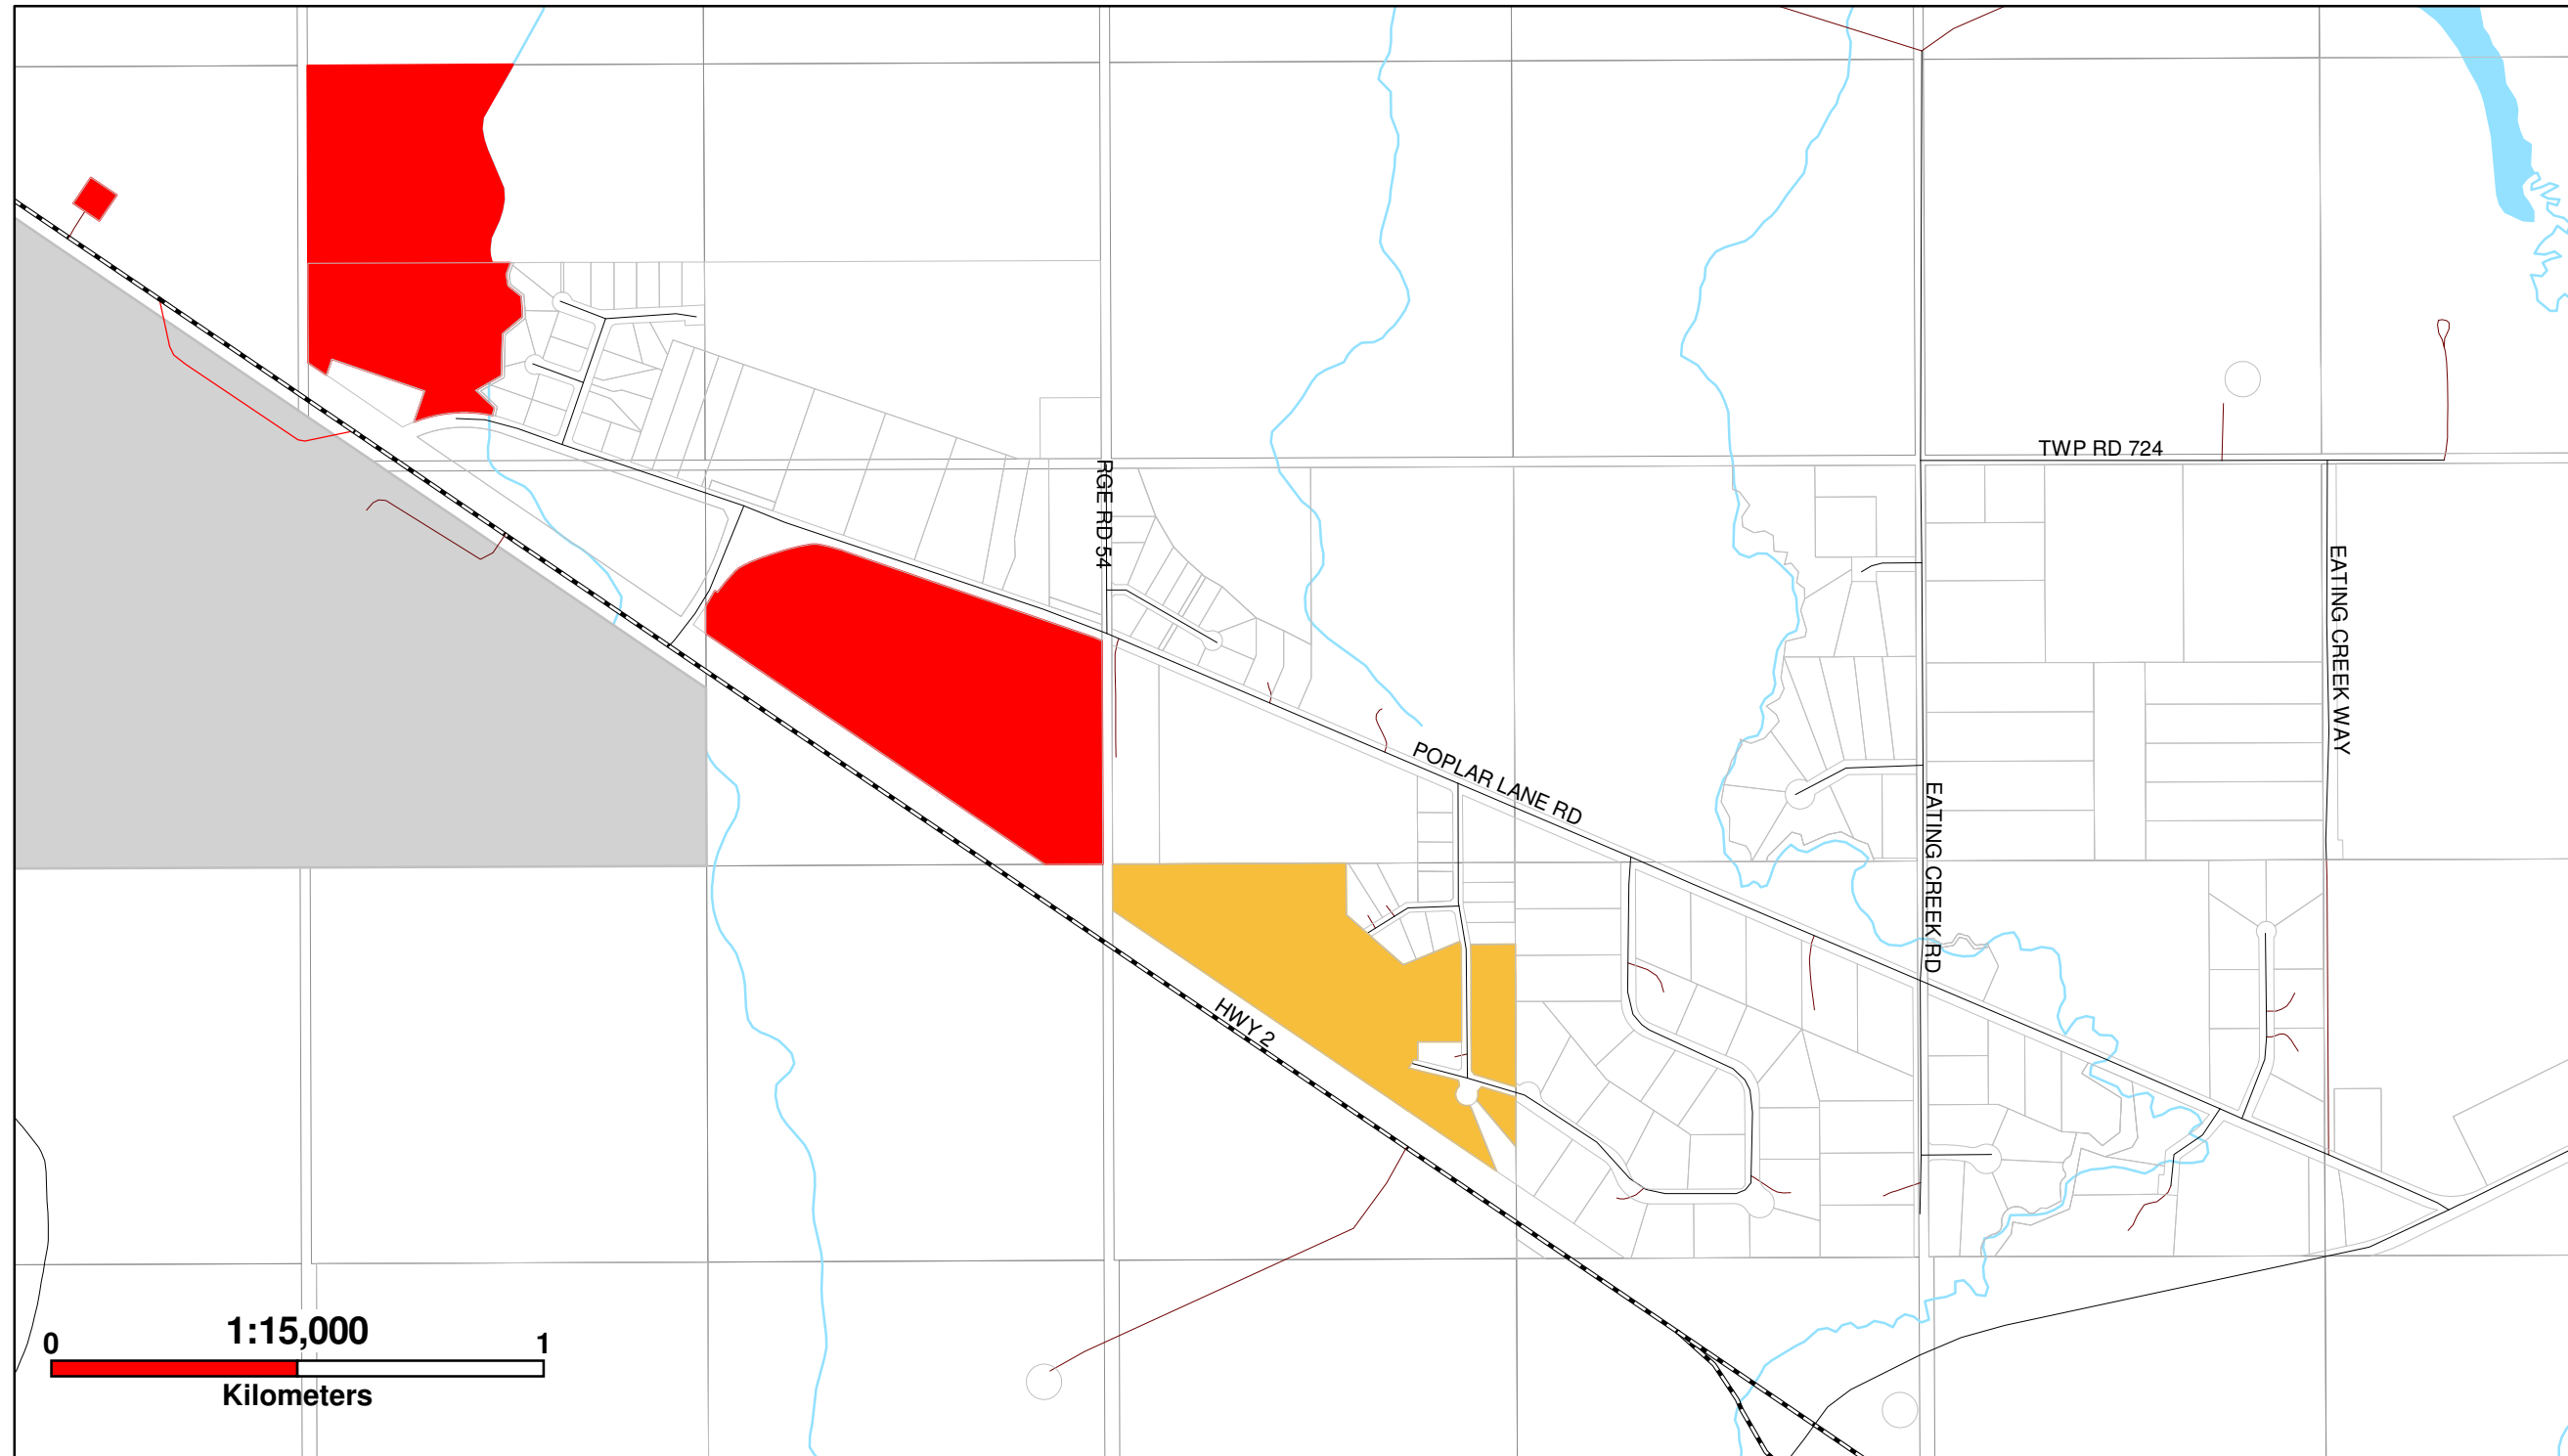 TWP RD 724
RGE RD 54
EATING CREEK WAY
POPLAR LANE RD
EATING CREEK RD
HWY 2
1:15,000
0 1
Kilometers